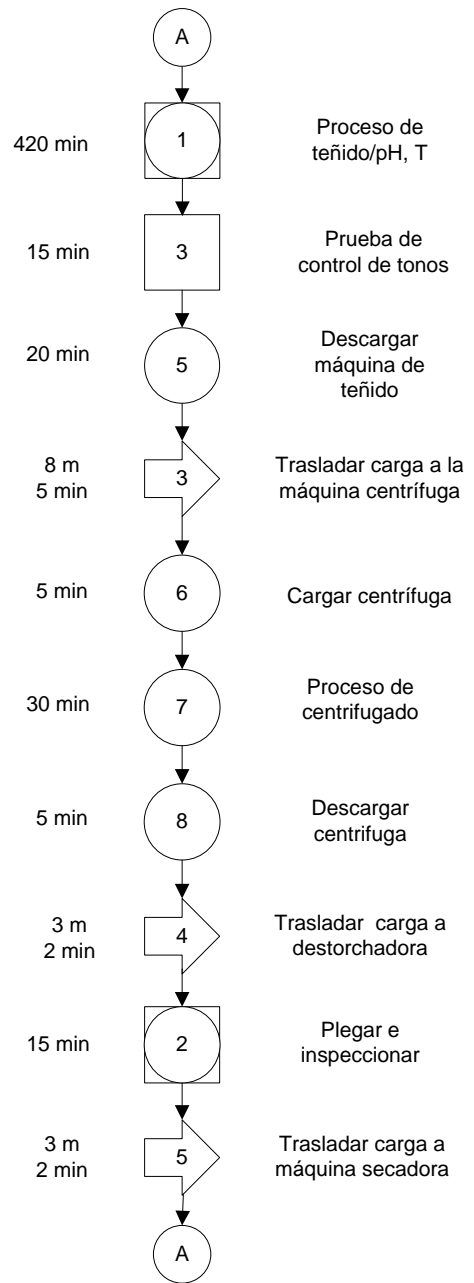 A
420 min
1
Proceso de
teñido/pH, T
15 min
3
Prueba de
control de tonos
20 min
5
Descargar
máquina de
teñido
8 m
5 min
3
Trasladar carga a la
máquina centrífuga
5 min
6
Cargar centrífuga
30 min
7
Proceso de
centrifugado
5 min
8
Descargar
centrifuga
3 m
2 min
4
Trasladar carga a
destorchadora
15 min
2
Plegar e
inspeccionar
3 m
2 min
5
Trasladar carga a
máquina secadora
A